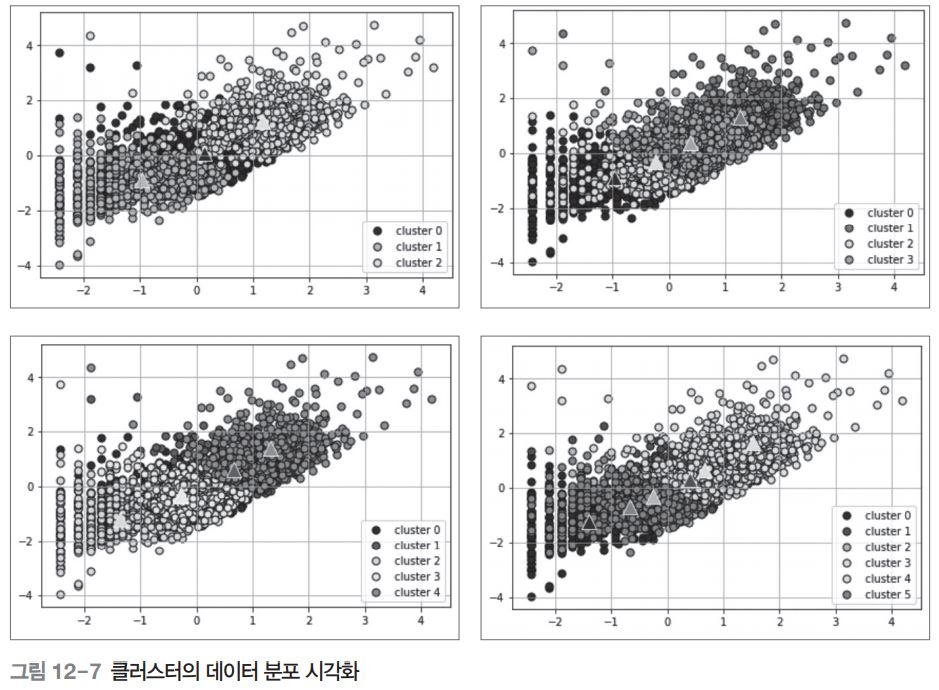 4
2
0
−2
−4
−2 −1 0 1 2 3 4
cluster 0
cluster 1
cluster 2
4
2
0
−2
−4
−2 −1 0 1 2 3 4
cluster 0
cluster 1
cluster 2
cluster 3
4
2
0
−2
−4
−2 −1 0 1 2 3 4
cluster 0
cluster 1
cluster 2
cluster 3
cluster 4
4
2
0
−2
−4
−2 −1 0 1 2 3 4
cluster 0
cluster 1
cluster 2
cluster 3
cluster 4
cluster 5
그림 12-7 클러스터의 데이터 분포 시각화